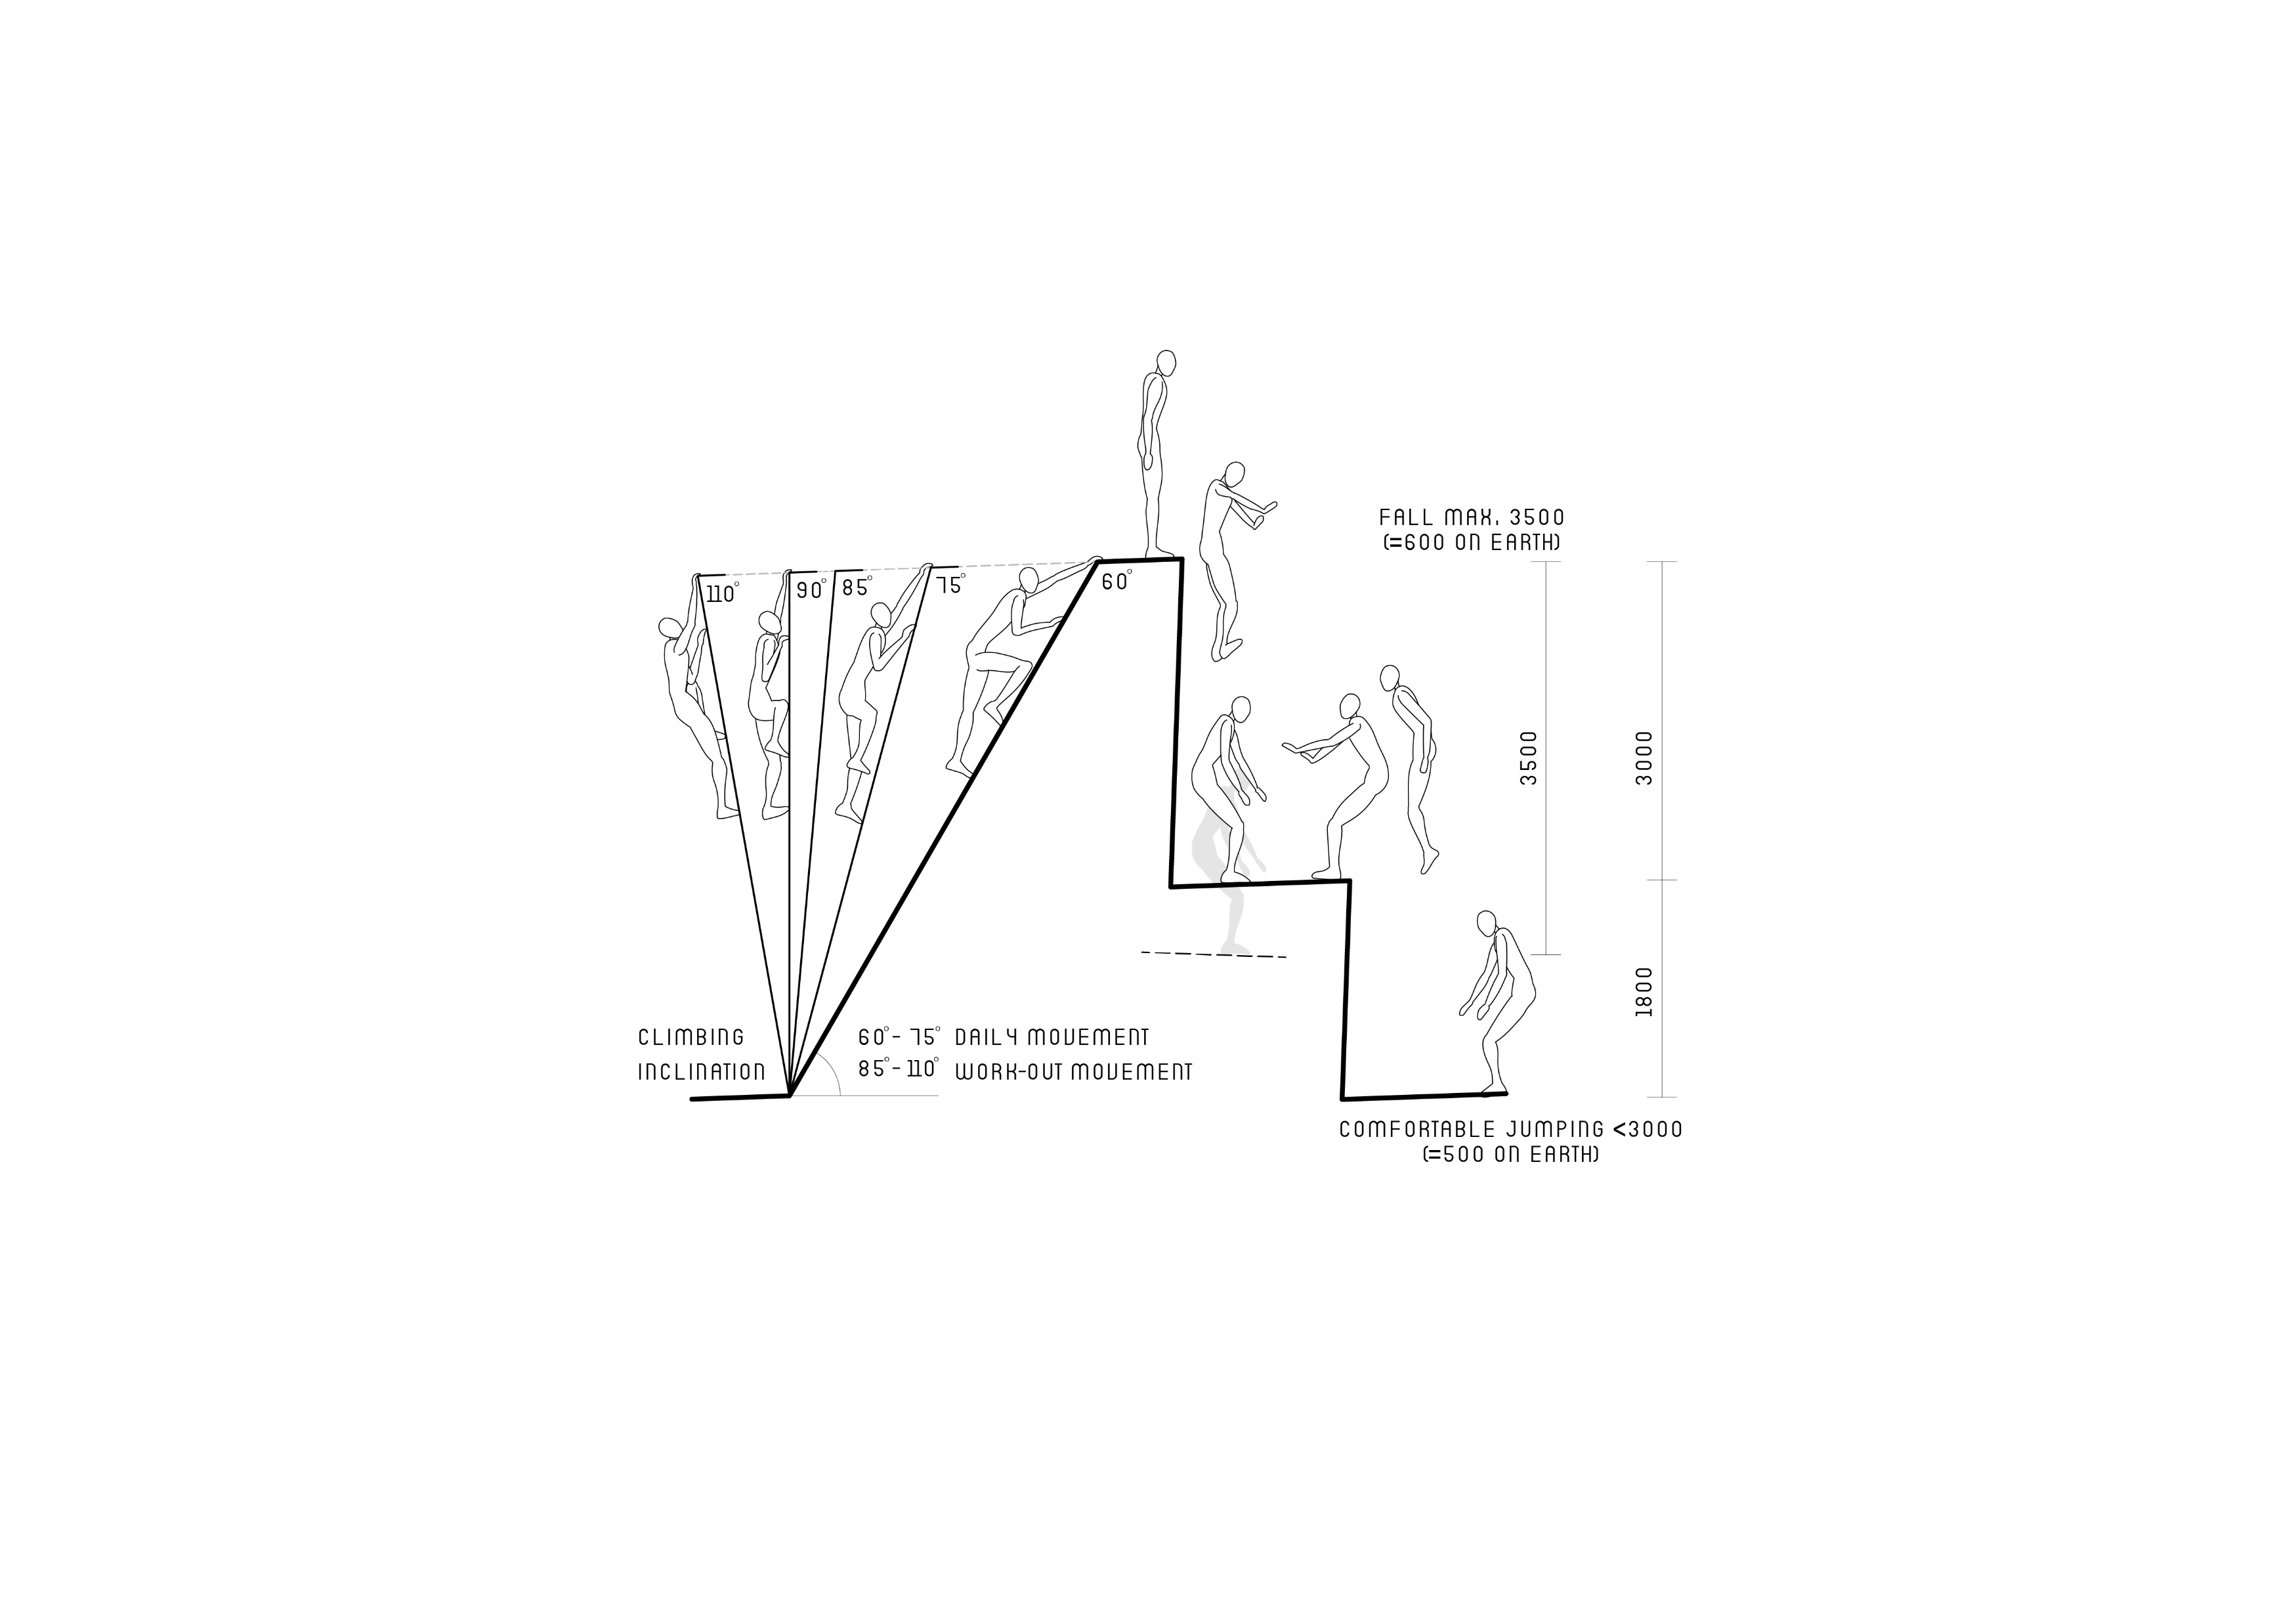 FALL MAX. 3500
(=600 ON EARTH)
110°
90°
85°
75°
60°
3500
3000
1800
CLIMBING
INCLINATION
60°- 75° DAILY MOVEMENT
85°- 110° WORK-OUT MOVEMENT
COMFORTABLE JUMPING <3000
(=500 ON EARTH)